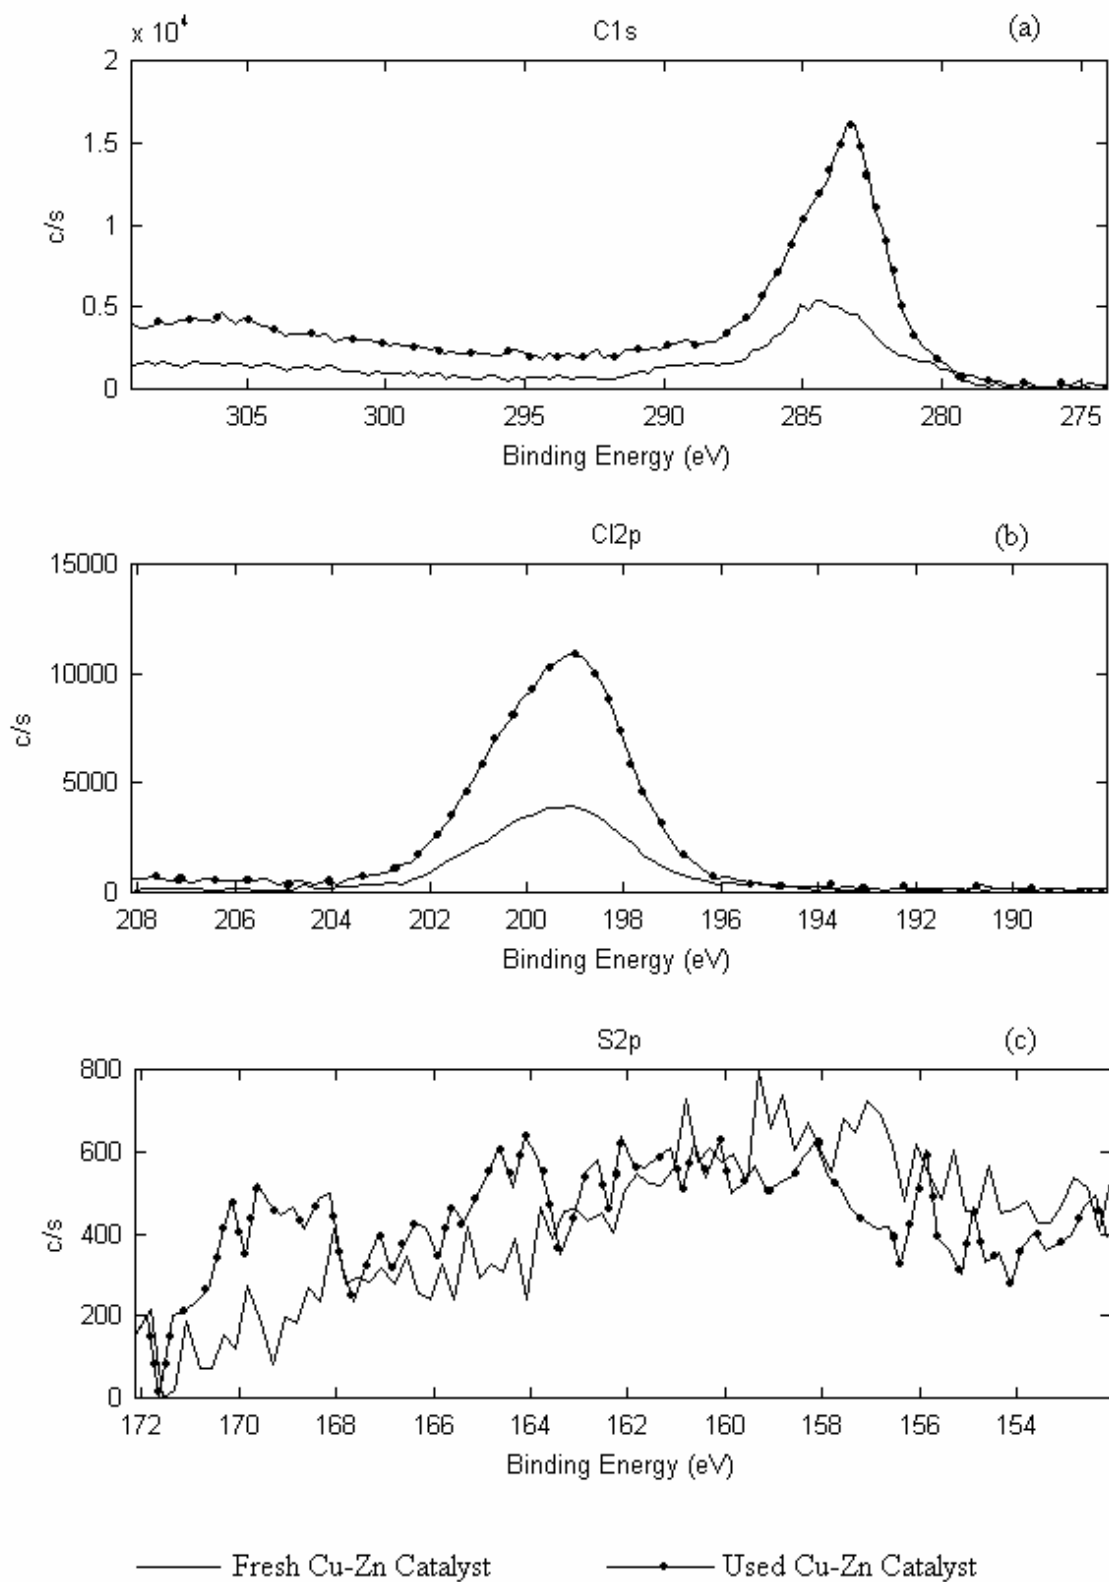 x 10⁴ C1s (a)
2
1.5
1
0.5
0
c/s
305 300 295 290 285 280 275
Binding Energy (eV)
Cl2p (b)
15000
10000
5000
0
c/s
208 206 204 202 200 198 196 194 192 190
Binding Energy (eV)
S2p (c)
800
600
400
200
0
c/s
172 170 168 166 164 162 160 158 156 154
Binding Energy (eV)
Fresh Cu-Zn Catalyst Used Cu-Zn Catalyst